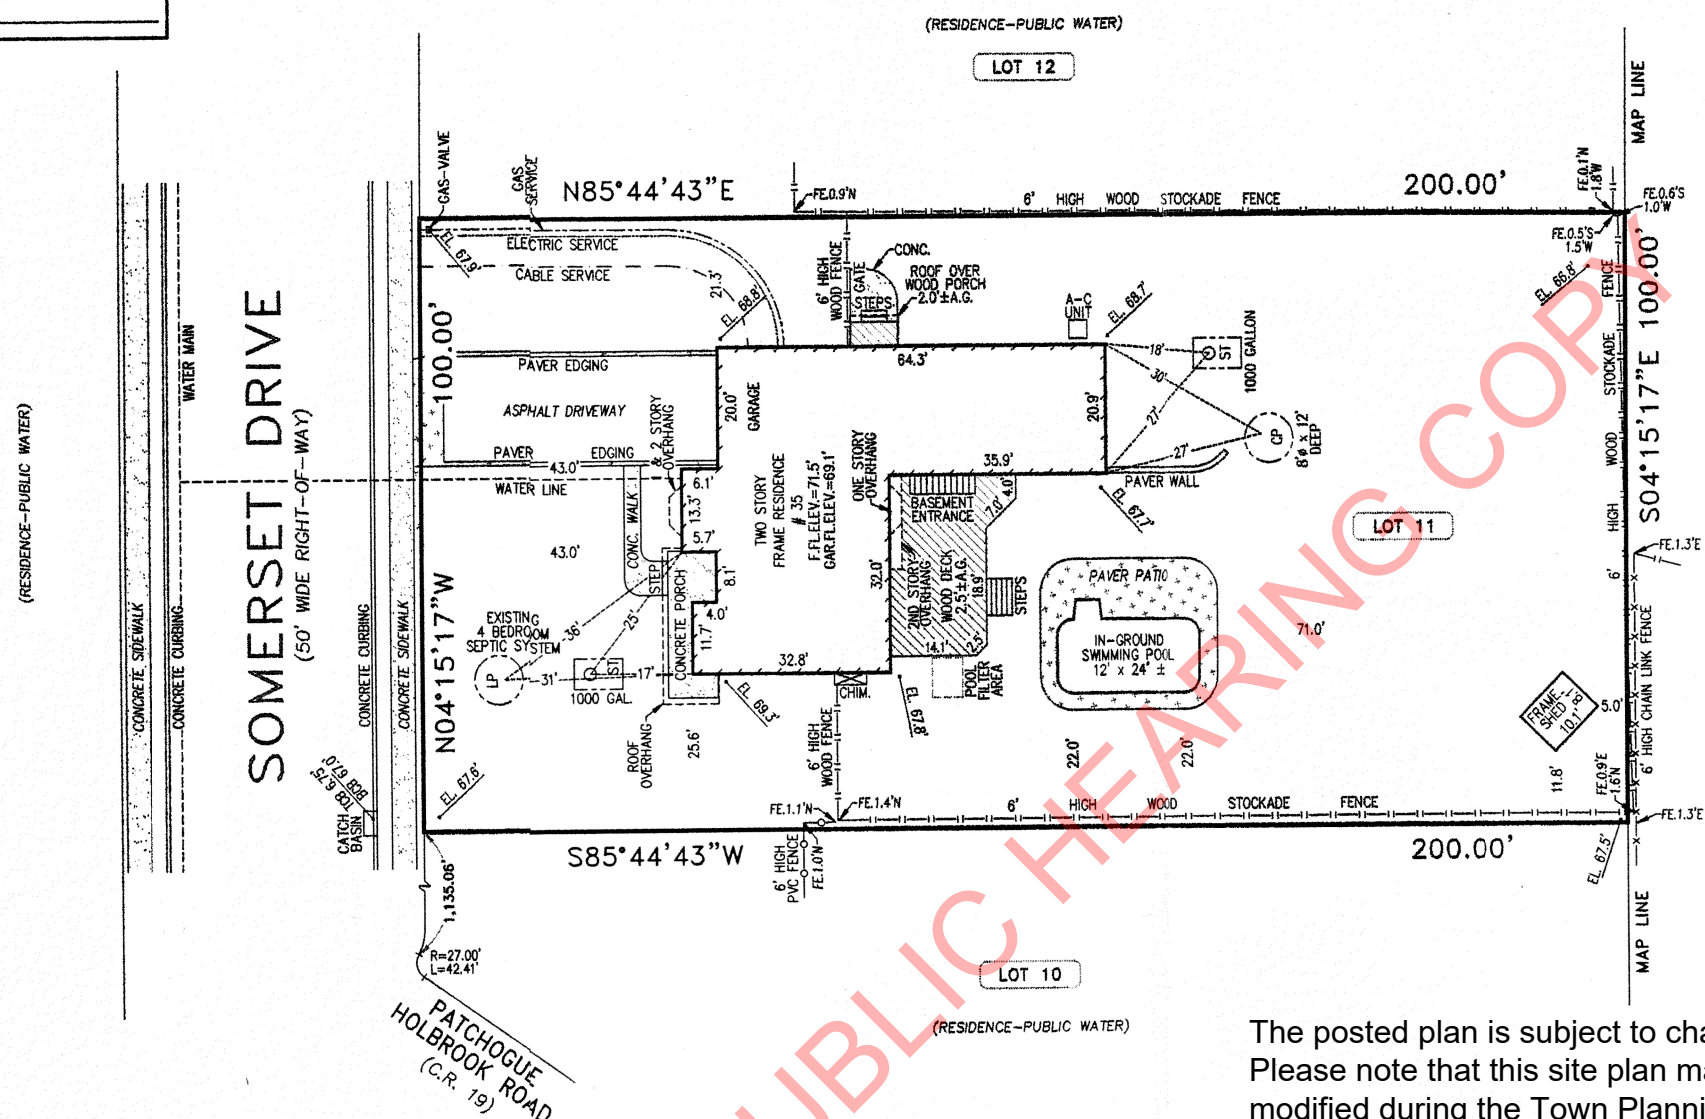 (RESIDENCE-PUBLIC WATER)
LOT 12
MAP LINE
GAS-VALVE
GAS
SERVICE
N85°44'43"E
FE.0.9'N
6' HIGH WOOD STOCKADE FENCE
200.00'
FE.0.1'N
1.8'W
FE.0.6'S
1.0'W
FE.0.5'S
1.5'W
EL. 67.9'
ELECTRIC SERVICE
CABLE SERVICE
21.3'
EL. 68.8'
6' HIGH
WOOD FENCE
GATE
CONC.
STEPS
ROOF OVER
WOOD PORCH
2.0'±A.G.
A-C
UNIT
EL. 68.7'
EL. 66.8'
S04°15'17"E 100.00'
6' HIGH WOOD STOCKADE FENCE
WATER MAIN
SOMERSET DRIVE
(50' WIDE RIGHT-OF-WAY)
(RESIDENCE-PUBLIC WATER)
CONCRETE SIDEWALK
CONCRETE CURBING
CONCRETE CURBING
CONCRETE SIDEWALK
N04°15'17"W
100.00'
PAVER EDGING
ASPHALT DRIVEWAY
PAVER EDGING
43.0'
WATER LINE
43.0'
20.0'
GARAGE
& 2 STORY
OVERHANG
64.3'
20.9'
18'
30'
27'
27'
ST
1000 GALLON
CP
8'ø x 12'
DEEP
6.1'
13.3'
5.7'
8.1'
4.0'
11.7'
CONC. WALK
STEP
CONCRETE PORCH
TWO STORY
FRAME RESIDENCE
# 35
F.FL.ELEV.=71.5'
GAR.FL.ELEV.=69.1'
ONE STORY
OVERHANG
35.9'
4.0'
7.0'
BASEMENT
ENTRANCE
PAVER WALL
EL. 67.7'
LOT 11
32.0'
2ND STORY
OVERHANG
WOOD DECK
2.5'±A.G.
18.9'
STEPS
14.1'
2.5'
PAVER PATIO
IN-GROUND
SWIMMING POOL
12' x 24' ±
71.0'
FE.1.3'E
EXISTING
4 BEDROOM
SEPTIC SYSTEM
LP
36'
25'
31'
17'
ST
1000 GAL.
32.8'
CHIM.
POOL
FILTER
AREA
EL. 69.3'
EL. 67.8'
ROOF
OVERHANG
25.6'
6' HIGH
WOOD FENCE
22.0'
22.0'
FRAME
SHED
10.1'
5.0'
11.8'
6' HIGH CHAIN LINK FENCE
FE.0.9'E
1.6'N
FE.1.3'E
BCB 67.0'
CATCH
BASIN
EL. 67.6'
FE.1.1'N
FE.1.4'N
6' HIGH WOOD STOCKADE FENCE
S85°44'43"W
6' HIGH
PVC FENCE
FE.1.0'N
200.00'
EL. 67.5'
MAP LINE
1,135.06'
R=27.00'
L=42.41'
PATCHOGUE
HOLBROOK ROAD
(C.R. 19)
LOT 10
(RESIDENCE-PUBLIC WATER)
UBLIC HEARING COPY
The posted plan is subject to cha
Please note that this site plan ma
modified during the Town Planni